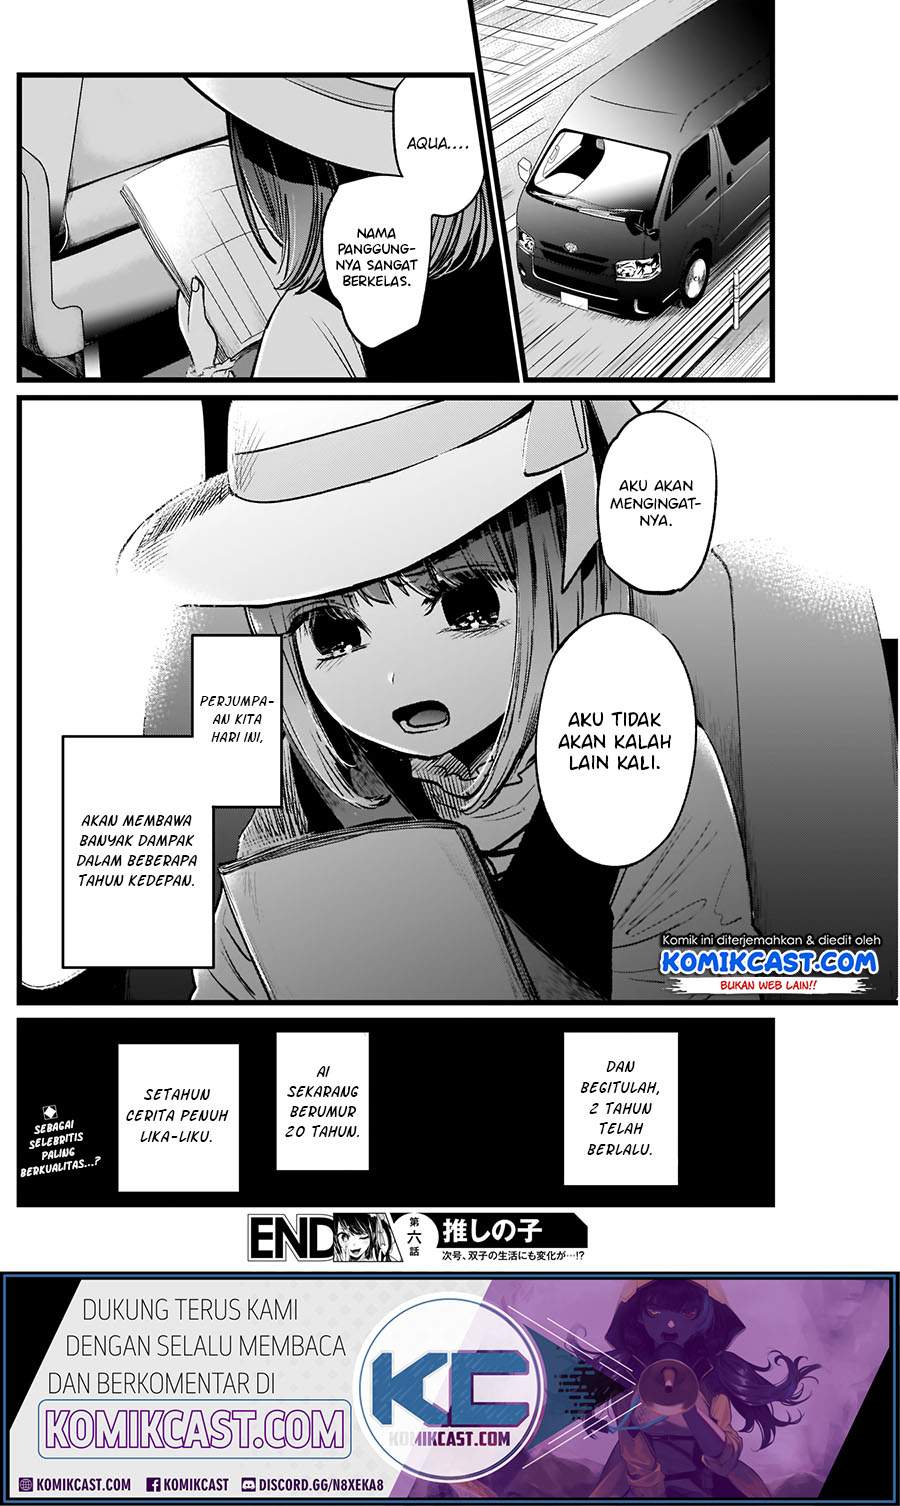 AQUA....
NAMA
PANGGUNG-
NYA SANGAT
BERKELAS.
AKU AKAN
MENGINGAT-
NYA.
AKU TIDAK
AKAN KALAH
LAIN KALI.
PERJUMPA-
AN KITA
HARI INI,
AKAN MEMBAWA
BANYAK DAMPAK
DALAM BEBERAPA
TAHUN KEDEPAN.
Komik ini diterjemahkan & diedit oleh
KOMIKCAST.COM
BUKAN WEB LAIN!!
DAN
BEGITULAH,
2 TAHUN
TELAH
BERLALU.
AI
SEKARANG
BERUMUR
20 TAHUN.
SETAHUN
CERITA PENUH
LIKA-LIKU.
SEBAGAI
SELEBRITIS
PALING
BERKUALITAS...?
END
第六話
推しの子
次号、双子の生活にも変化が…!?
DUKUNG TERUS KAMI
DENGAN SELALU MEMBACA
DAN BERKOMENTAR DI
KOMIKCAST.COM
KC
KOMIKCAST.COM
KOMIKCAST.COM KOMIKCAST DISCORD.GG/N8XEKA8